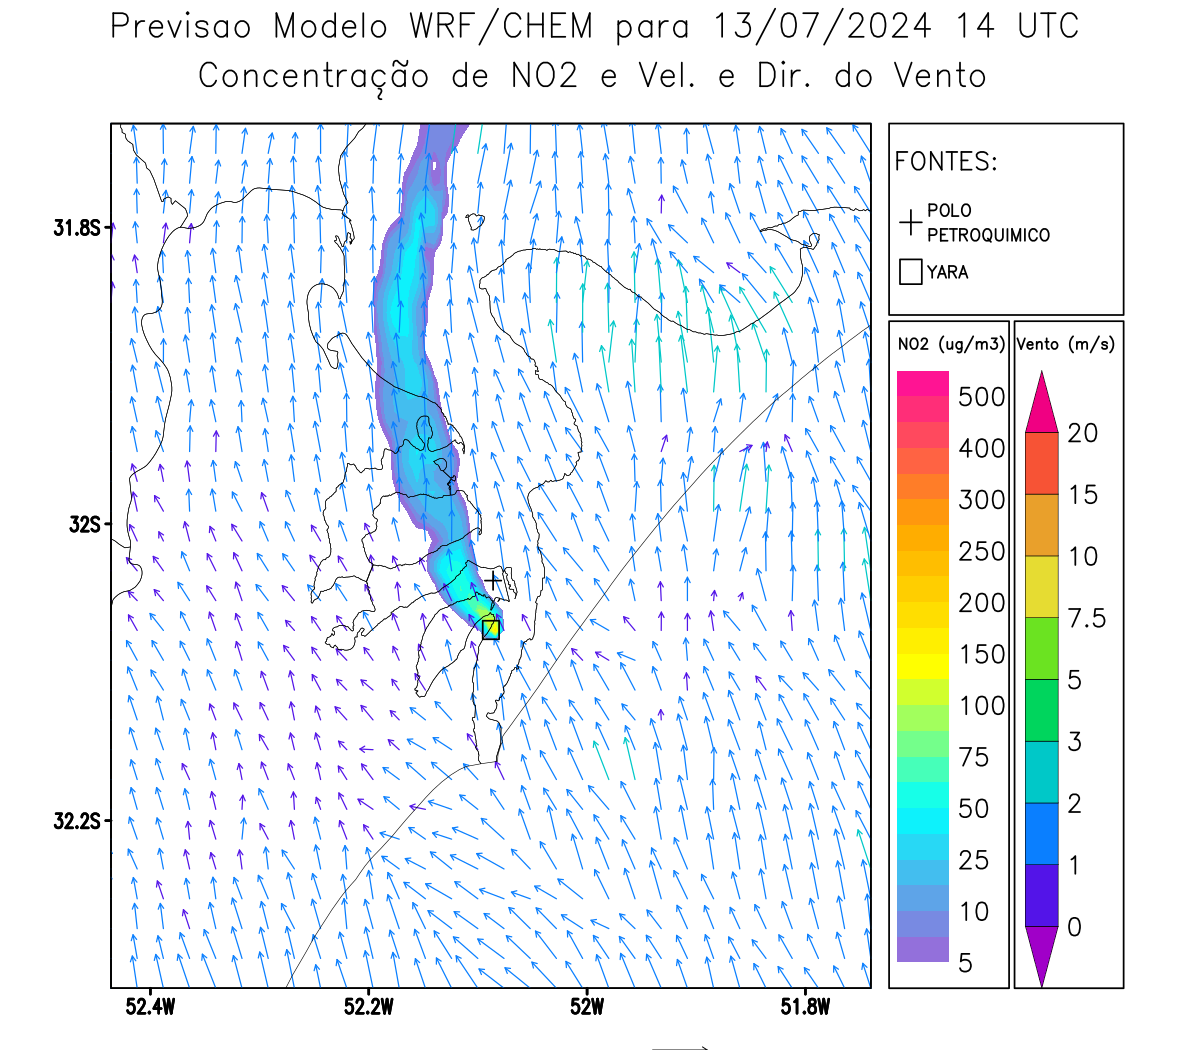 Previsao Modelo WRF/CHEM para 13/07/2024 14 UTC
Concentração de NO2 e Vel. e Dir. do Vento
FONTES:
POLO
PETROQUIMICO
YARA
NO2 (ug/m3)
500
400
300
250
200
150
100
75
50
25
10
5
Vento (m/s)
20
15
10
7.5
5
3
2
1
0
31.8S
32S
32.2S
52.4W 52.2W 52W 51.8W